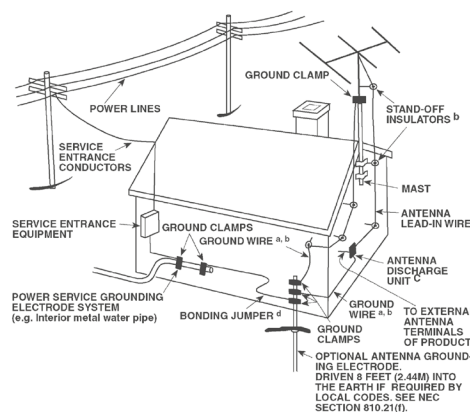 GROUND CLAMP
POWER LINES
STAND-OFF
INSULATORS b
SERVICE
ENTRANCE
CONDUCTORS
MAST
ANTENNA
LEAD-IN WIRE
SERVICE ENTRANCE
EQUIPMENT
GROUND CLAMPS
GROUND WIRE a, b
ANTENNA
DISCHARGE
UNIT C
POWER SERVICE GROUNDING
ELECTRODE SYSTEM
(e.g. Interior metal water pipe)
BONDING JUMPER d
GROUND
WIRE a, b
TO EXTERNA
ANTENNA
TERMINALS
OF PRODUCT
GROUND
CLAMPS
OPTIONAL ANTENNA GROUND-
ING ELECTRODE.
DRIVEN 8 FEET (2.44M) INTO
THE EARTH IF REQUIRED BY
LOCAL CODES. SEE NEC
SECTION 810.21(f).